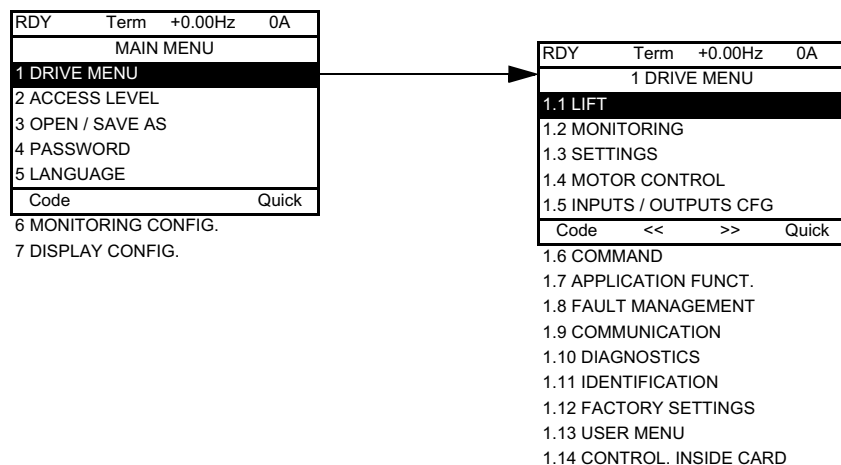 RDY Term +0.00Hz 0A
MAIN MENU
1 DRIVE MENU
2 ACCESS LEVEL
3 OPEN / SAVE AS
4 PASSWORD
5 LANGUAGE
Code Quick
6 MONITORING CONFIG.
7 DISPLAY CONFIG.
RDY Term +0.00Hz 0A
1 DRIVE MENU
1.1 LIFT
1.2 MONITORING
1.3 SETTINGS
1.4 MOTOR CONTROL
1.5 INPUTS / OUTPUTS CFG
Code << >> Quick
1.6 COMMAND
1.7 APPLICATION FUNCT.
1.8 FAULT MANAGEMENT
1.9 COMMUNICATION
1.10 DIAGNOSTICS
1.11 IDENTIFICATION
1.12 FACTORY SETTINGS
1.13 USER MENU
1.14 CONTROL. INSIDE CARD